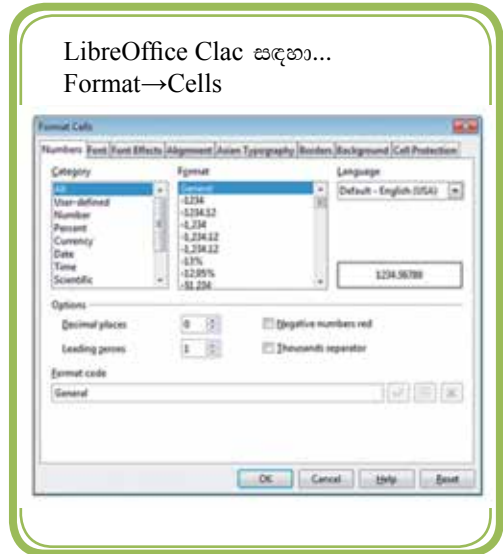 LibreOffice Clac සඳහා...
Format→Cells
Format Cells
Numbers Font Font Effects Alignment Asian Typography Borders Background Cell Protection
Category Format Language
All General Default - English (USA)
User-defined -1234
Number -1234.12
Percent -1,234
Currency -1,234.12
Date -1,234.12
Time -13%
Scientific -12.95%
-$1,234
1234.56789
Options
Decimal places 0 Negative numbers red
Leading zeroes 1 Thousands separator
Format code
General
OK Cancel Help Reset